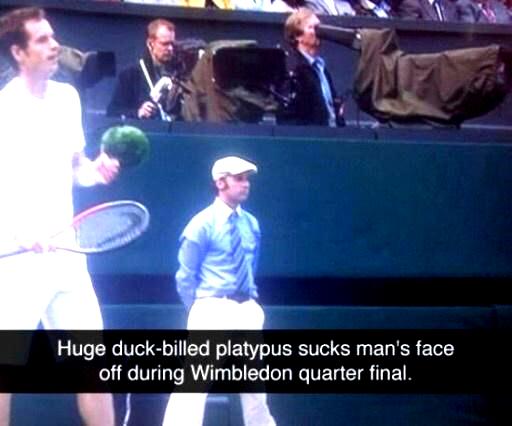 Huge duck-billed platypus sucks man's face
off during Wimbledon quarter final.